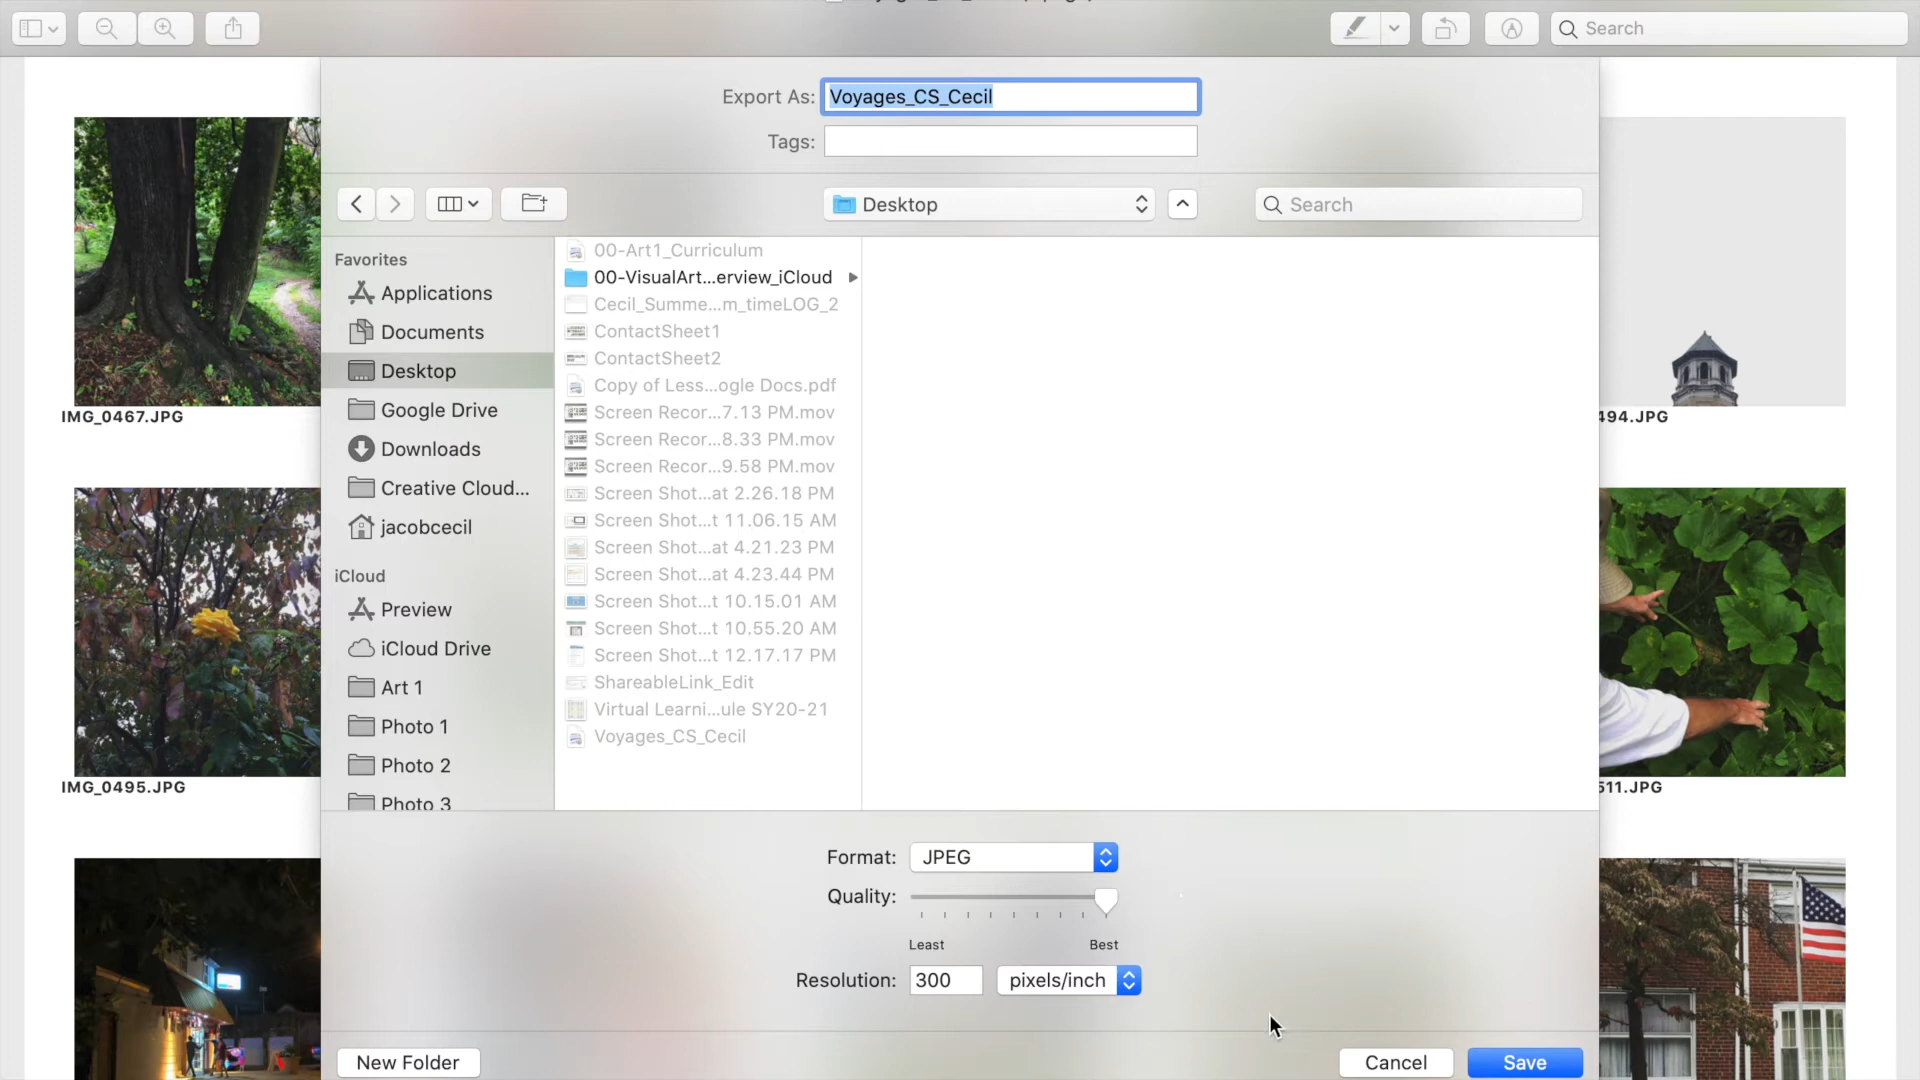 Search
Export As: Voyages_CS_Cecil
Tags:
Desktop
Search
Favorites
Applications
Documents
Desktop
Google Drive
Downloads
Creative Cloud...
jacobcecil
iCloud
Preview
iCloud Drive
Art 1
Photo 1
Photo 2
Photo 3
00-Art1_Curriculum
00-VisualArt...erview_iCloud
Cecil_Summe...m_timeLOG_2
ContactSheet1
ContactSheet2
Copy of Less...ogle Docs.pdf
Screen Recor...7.13 PM.mov
Screen Recor...8.33 PM.mov
Screen Recor...9.58 PM.mov
Screen Shot...at 2.26.18 PM
Screen Shot...t 11.06.15 AM
Screen Shot...at 4.21.23 PM
Screen Shot...at 4.23.44 PM
Screen Shot...t 10.15.01 AM
Screen Shot...t 10.55.20 AM
Screen Shot...t 12.17.17 PM
ShareableLink_Edit
Virtual Learni...ule SY20-21
Voyages_CS_Cecil
IMG_0467.JPG
494.JPG
IMG_0495.JPG
511.JPG
Format: JPEG
Quality:
Least Best
Resolution: 300 pixels/inch
New Folder
Cancel
Save